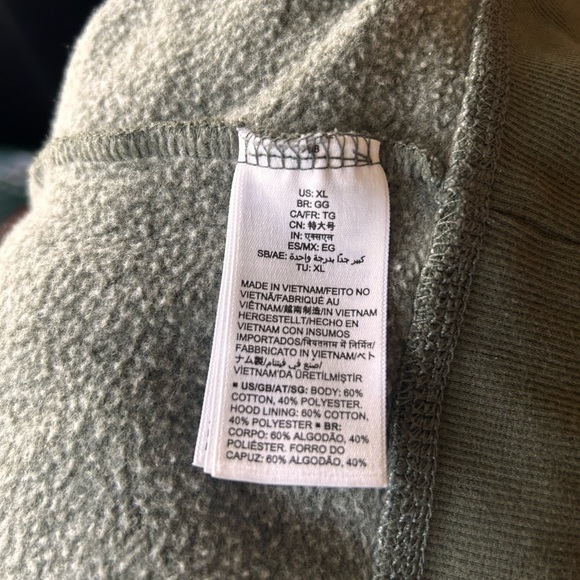 US: XL
BR: GG
CA/FR: TG
CN: 特大号
IN: एक्सएल
ES/MX: EG
SB/AE: كبير جدًا بدرجة واحدة
TU: XL
MADE IN VIETNAM/FEITO NO
VIETNÃ/FABRIQUÉ AU
VIETNAM/越南制造/IN VIETNAM
HERGESTELLT/HECHO EN
VIETNAM CON INSUMOS
IMPORTADOS/वियतनाम में निर्मित/
FABBRICATO IN VIETNAM/ベト
ナム製/صنع في فيتنام/
VIETNAM'DA ÜRETİLMİŞTİR
■ US/GB/AT/SG: BODY: 60%
COTTON, 40% POLYESTER.
HOOD LINING: 60% COTTON,
40% POLYESTER ■ BR:
CORPO: 60% ALGODÃO, 40%
POLIÉSTER. FORRO DO
CAPUZ: 60% ALGODÃO, 40%